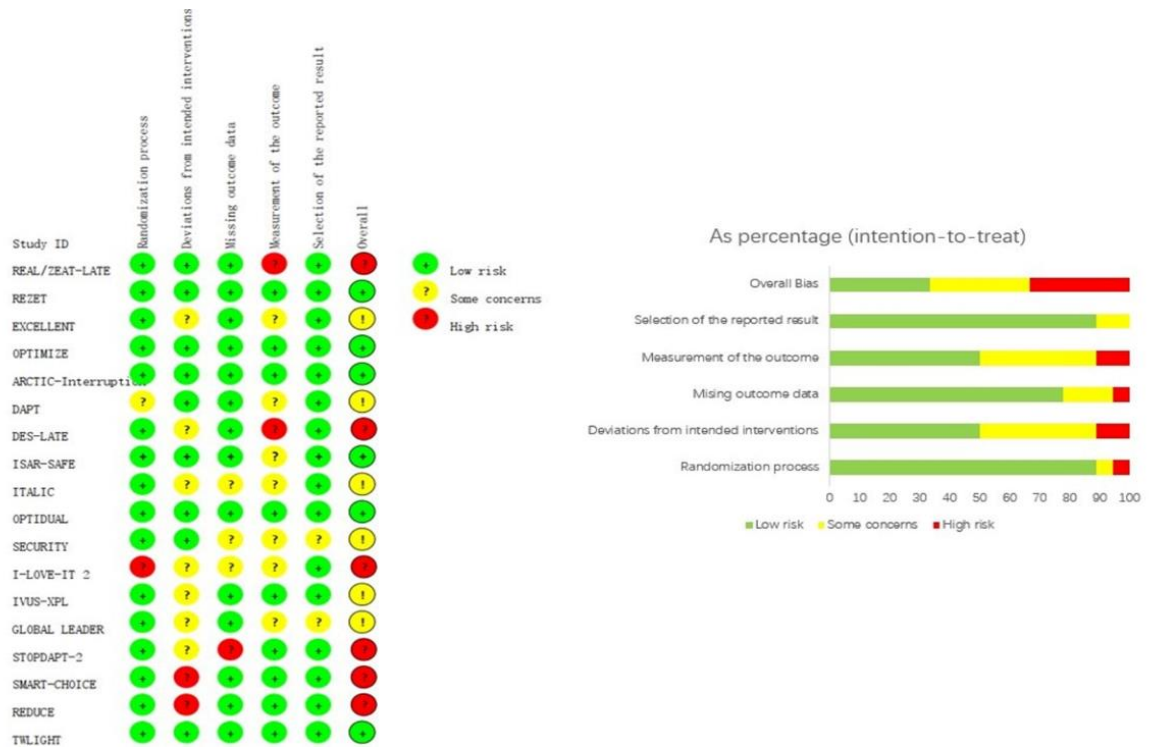 Randomization process
Deviations from intended interventions
Missing outcome data
Measurement of the outcome
Selection of the reported result
Overall
Study ID
REAL/ZEAT-LATE + + + ? + ?
REZET + + + + + +
EXCELLENT + ? + ? + !
OPTIMIZE + + + + + +
ARCTIC-Interruption + + + + + +
DAPT ? + + ? + !
DES-LATE + ? + ? + ?
ISAR-SAFE + + + ? + +
ITALIC + ? ? ? + !
OPTIDUAL + + + + + +
SECURITY + + ? ? ? !
I-LOVE-IT 2 ? ? ? ? + ?
IVUS-XPL + ? + + + !
GLOBAL LEADER + ? + ? ? !
STOPDAPT-2 + ? ? + + ?
SMART-CHOICE + ? + + + ?
REDUCE + ? + + + ?
TWLIGHT + + + + + +
+ Low risk
? Some concerns
? High risk
As percentage (intention-to-treat)
Overall Bias
Selection of the reported result
Measurement of the outcome
Mising outcome data
Deviations from intended interventions
Randomization process
0 10 20 30 40 50 60 70 80 90 100
Low risk Some concerns High risk